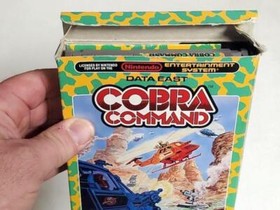 LICENSED BY NINTENDO
FOR PLAY ON THE
Nintendo
ENTERTAINMENT
SYSTEM
DATA EAST
COBRA
COMMAND